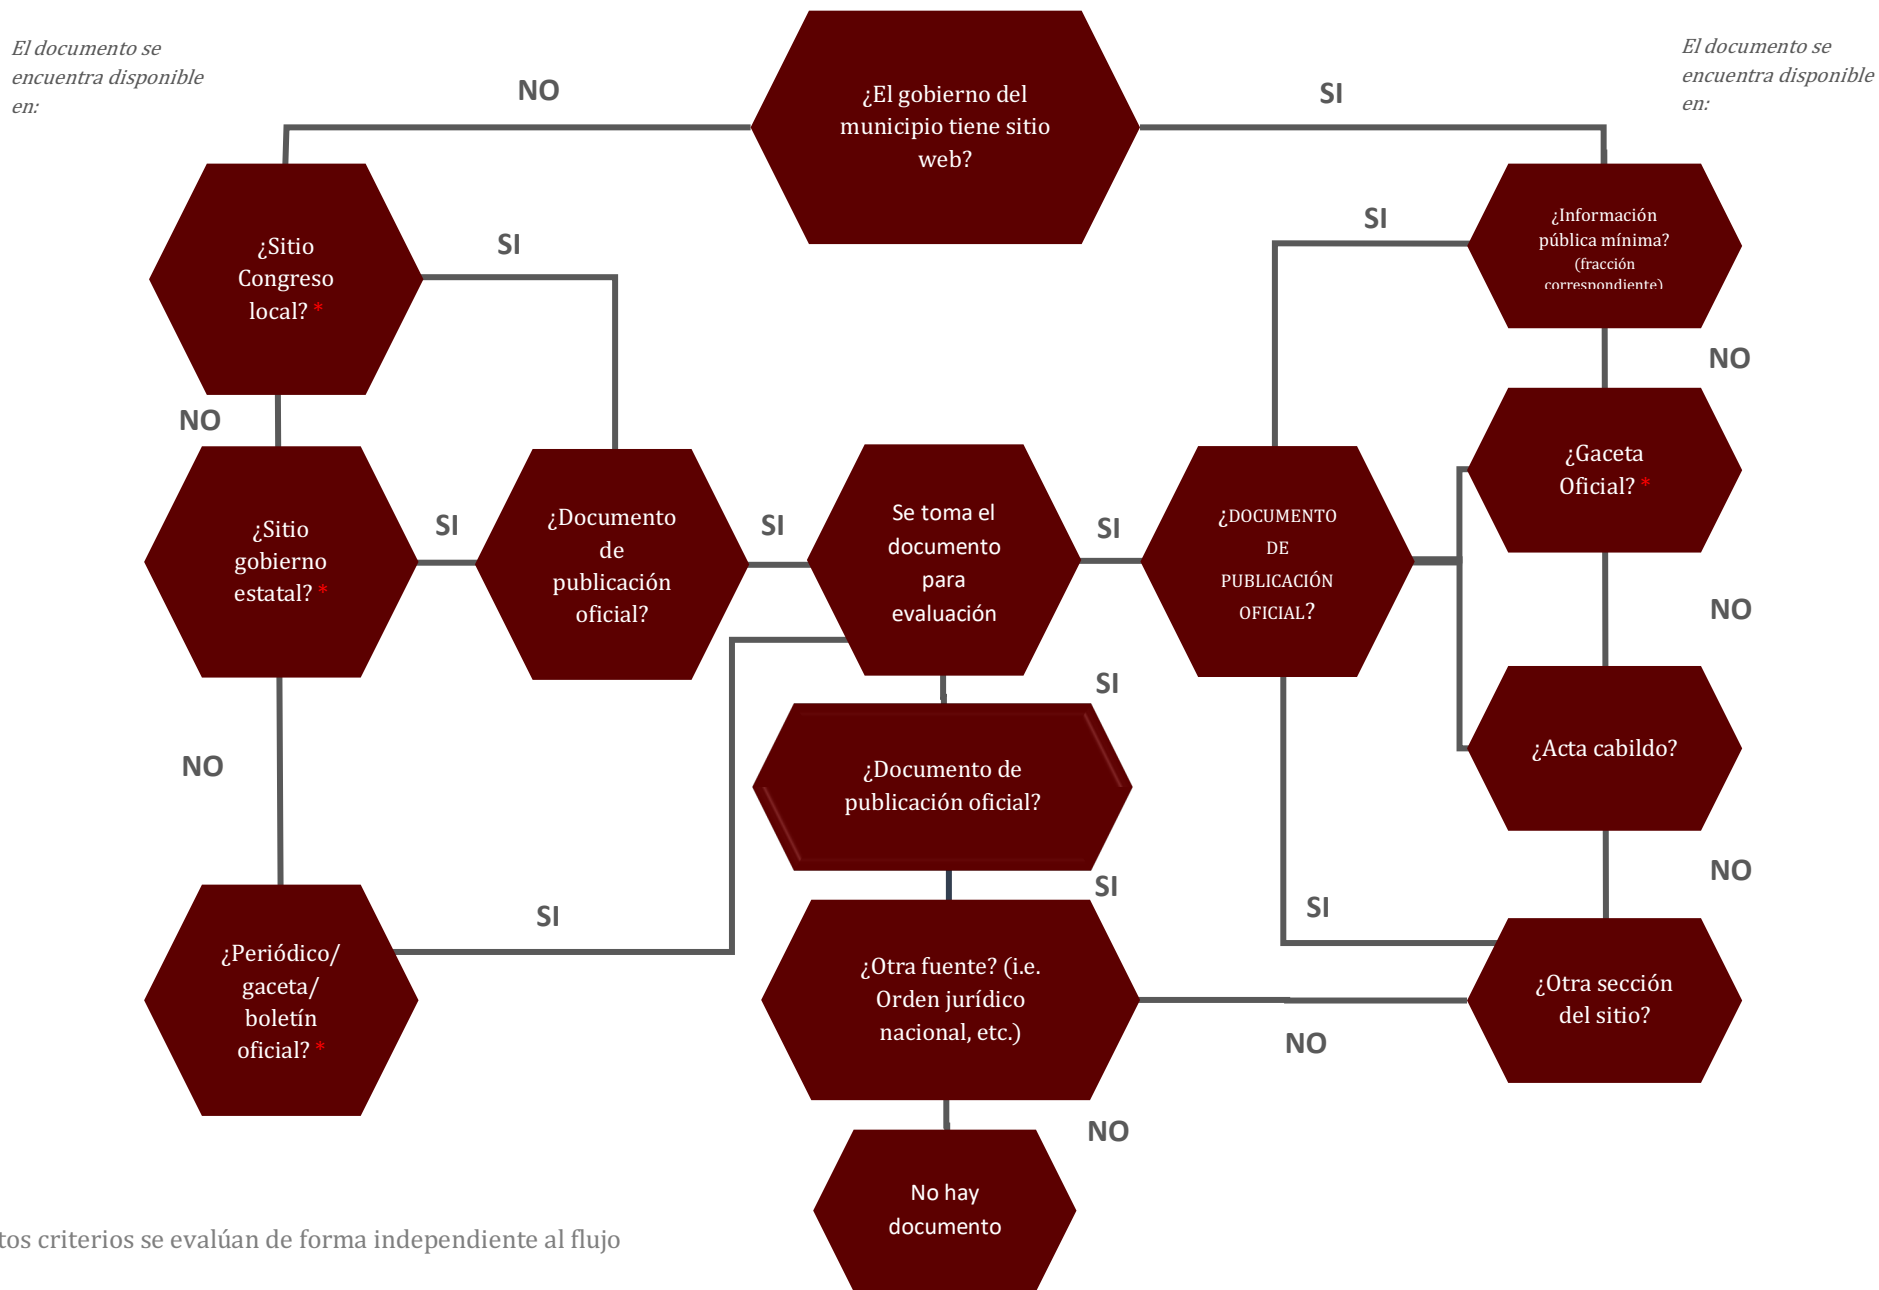 El documento se
encuentra disponible
en:
El documento se
encuentra disponible
en:
NO
¿El gobierno del
municipio tiene sitio
web?
SI
¿Sitio
Congreso
local? *
SI
SI
¿Información
pública mínima?
(fracción
correspondiente)
NO
NO
¿Gaceta
Oficial? *
¿Sitio
gobierno
estatal? *
SI
¿Documento
de
publicación
oficial?
SI
Se toma el
documento
para
evaluación
SI
¿DOCUMENTO
DE
PUBLICACIÓN
OFICIAL?
NO
SI
¿Acta cabildo?
NO
¿Documento de
publicación oficial?
SI
NO
¿Periódico/
gaceta/
boletín
oficial? *
SI
SI
¿Otra fuente? (i.e.
Orden jurídico
nacional, etc.)
NO
¿Otra sección
del sitio?
NO
No hay
documento
tos criterios se evalúan de forma independiente al flujo